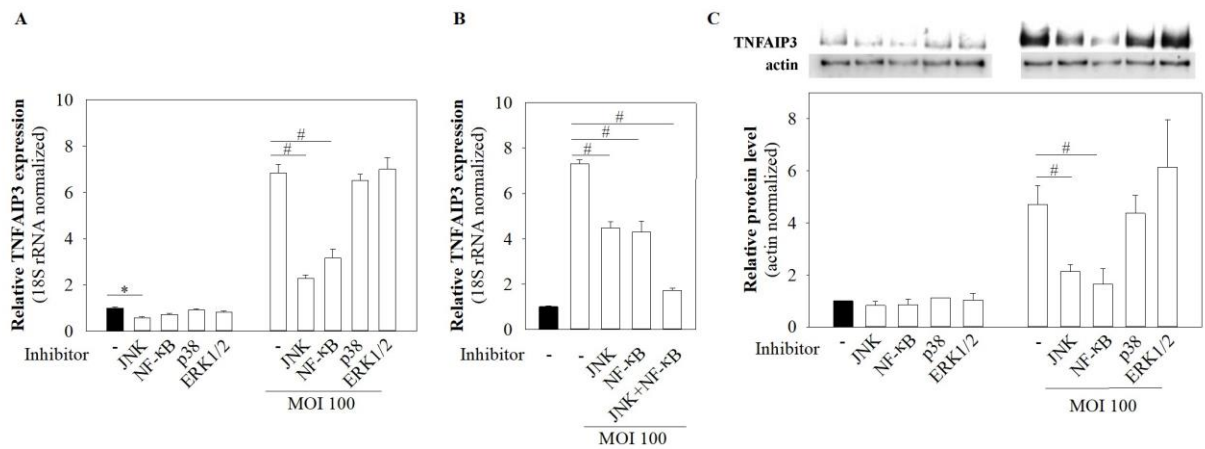 A
Relative TNFAIP3 expression
(18S rRNA normalized)
10
8
6
4
2
0
*
#
#
Inhibitor
-
JNK
NF-κB
p38
ERK1/2
-
JNK
NF-κB
p38
ERK1/2
MOI 100
B
Relative TNFAIP3 expression
(18S rRNA normalized)
10
8
6
4
2
0
#
#
#
Inhibitor
-
-
JNK
NF-κB
JNK+NF-κB
MOI 100
C
TNFAIP3
actin
Relative protein level
(actin normalized)
8
6
4
2
0
#
#
Inhibitor
-
JNK
NF-κB
p38
ERK1/2
-
JNK
NF-κB
p38
ERK1/2
MOI 100